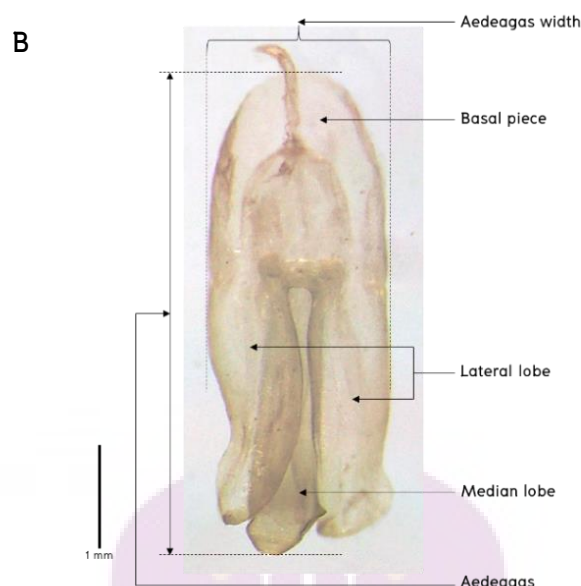 B
Aedeagas width
Basal piece
Lateral lobe
Median lobe
1 mm
Aedeagas